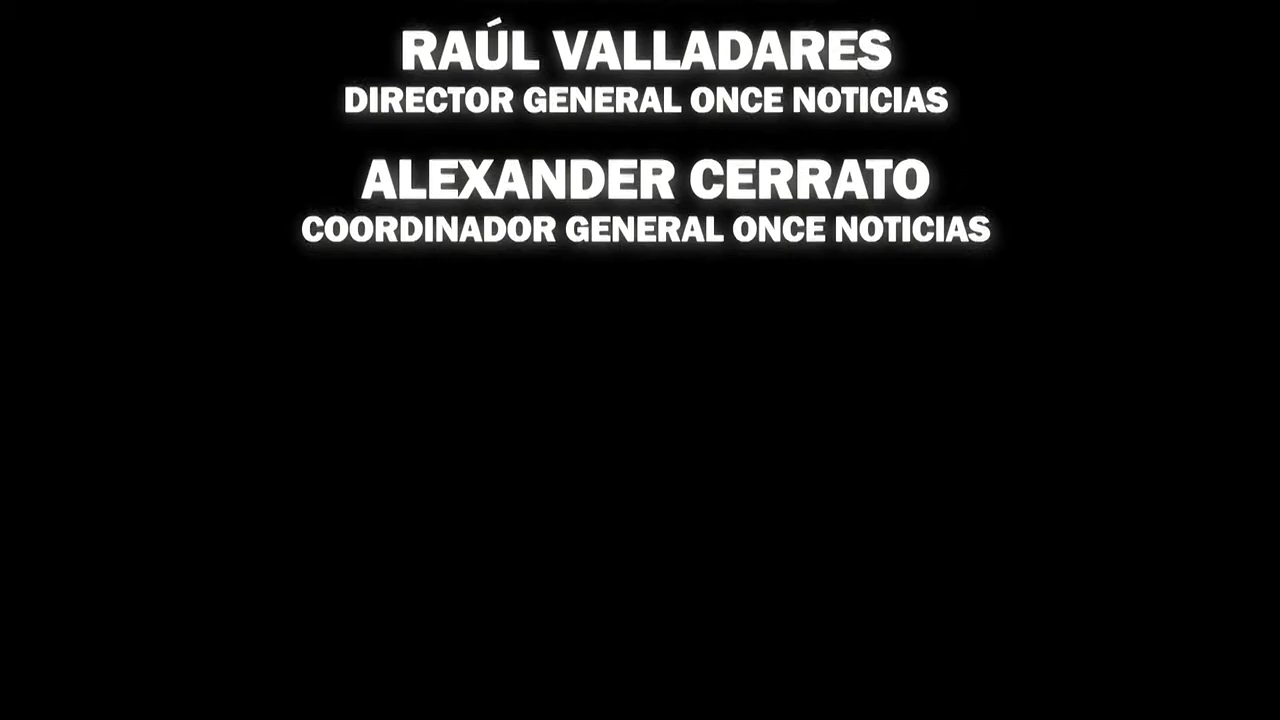 RAÚL VALLADARES
DIRECTOR GENERAL ONCE NOTICIAS
ALEXANDER CERRATO
COORDINADOR GENERAL ONCE NOTICIAS